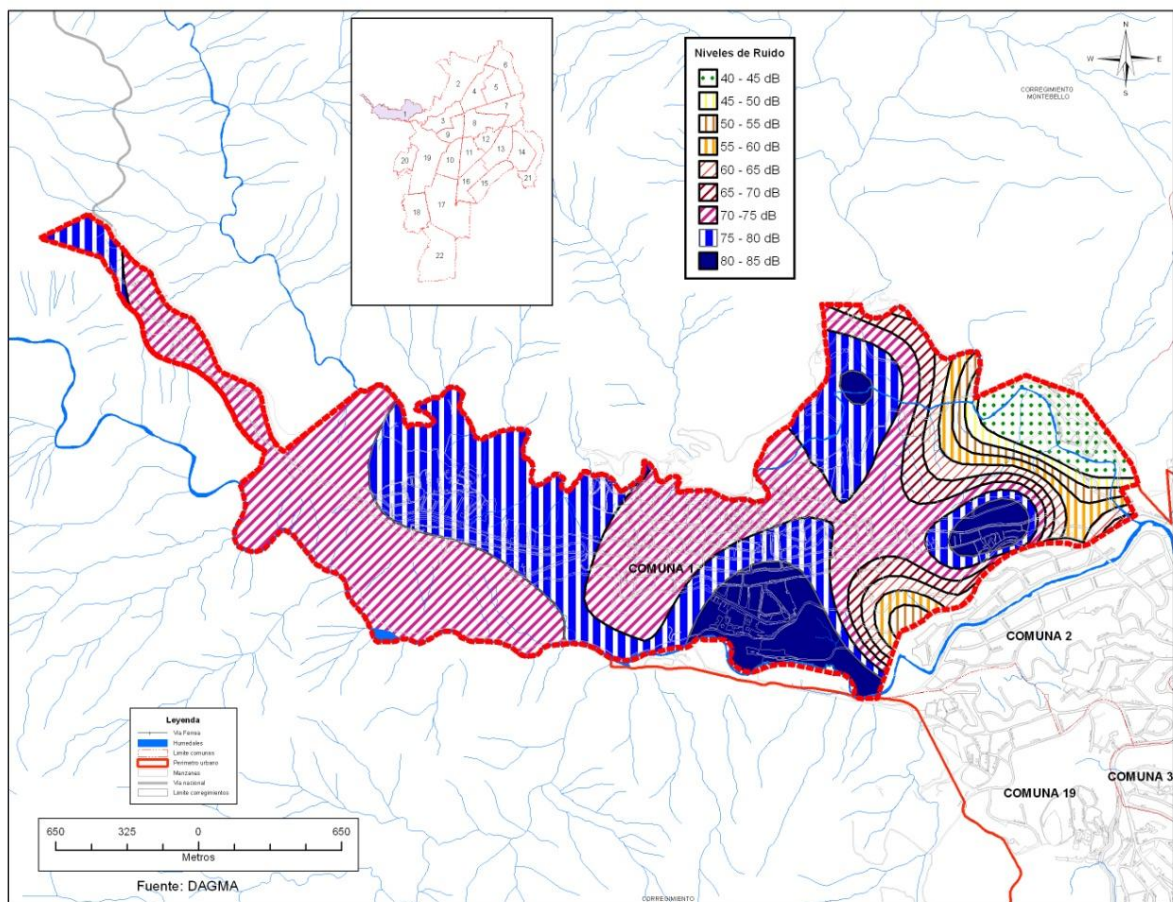 Niveles de Ruido
40 - 45 dB
45 - 50 dB
50 - 55 dB
55 - 60 dB
60 - 65 dB
65 - 70 dB
70 -75 dB
75 - 80 dB
80 - 85 dB
N
W
E
S
CORREGIMIENTO
MONTEBELLO
6
2
4
5
7
1
3
8
9
12
13
14
20
19
10
11
21
16
15
17
18
22
COMUNA 1
COMUNA 2
COMUNA 3
COMUNA 19
Leyenda
Vía Ferrea
Humedales
Limite comunas
Perimetro urbano
Manzanas
Vía nacional
Limite corregimientos
650 325 0 650
Metros
Fuente: DAGMA
CORREGIMIENTO